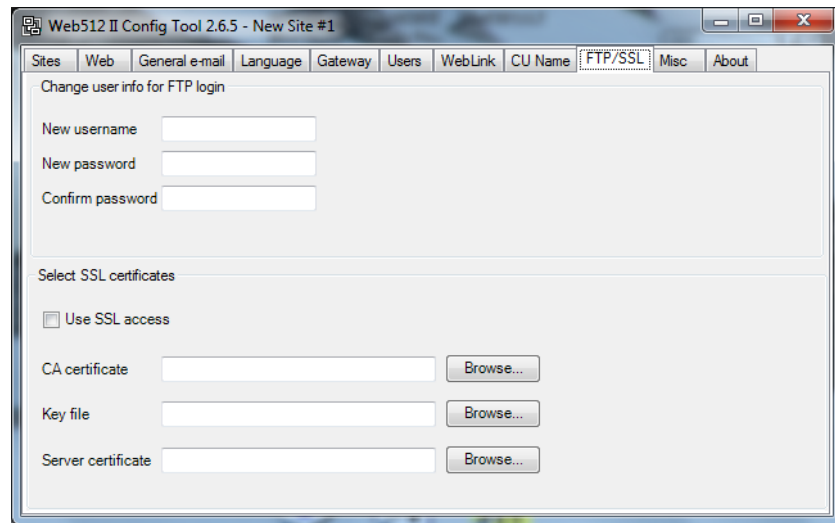 Web512 II Config Tool 2.6.5 - New Site #1
Sites Web General e-mail Language Gateway Users WebLink CU Name FTP/SSL Misc About
Change user info for FTP login
New username
New password
Confirm password
Select SSL certificates
Use SSL access
CA certificate Browse...
Key file Browse...
Server certificate Browse...